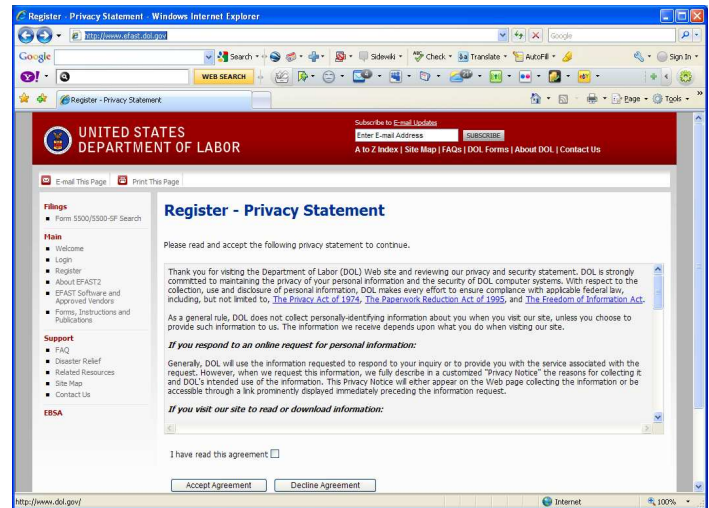 Register - Privacy Statement - Windows Internet Explorer
http://www.efast.dol.gov
Google
Google Search Sidewiki Check Translate AutoFill Sign In
WEB SEARCH
Register - Privacy Statement Page Tools
UNITED STATES
DEPARTMENT OF LABOR
Subscribe to E-mail Updates
Enter E-mail Address SUBSCRIBE
A to Z Index | Site Map | FAQs | DOL Forms | About DOL | Contact Us
E-mail This Page Print This Page
Filings
Form 5500/5500-SF Search
Main
Welcome
Login
Register
About EFAST2
EFAST Software and
Approved Vendors
Forms, Instructions and
Publications
Support
FAQ
Disaster Relief
Related Resources
Site Map
Contact Us
EBSA
Register - Privacy Statement
Please read and accept the following privacy statement to continue.
Thank you for visiting the Department of Labor (DOL) Web site and reviewing our privacy and security statement. DOL is strongly
committed to maintaining the privacy of your personal information and the security of DOL computer systems. With respect to the
collection, use and disclosure of personal information, DOL makes every effort to ensure compliance with applicable federal law,
including, but not limited to, The Privacy Act of 1974, The Paperwork Reduction Act of 1995, and The Freedom of Information Act.
As a general rule, DOL does not collect personally-identifying information about you when you visit our site, unless you choose to
provide such information to us. The information we receive depends upon what you do when visiting our site.
If you respond to an online request for personal information:
Generally, DOL will use the information requested to respond to your inquiry or to provide you with the service associated with the
request. However, when we request this information, we fully describe in a customized "Privacy Notice" the reasons for collecting it
and DOL's intended use of the information. This Privacy Notice will either appear on the Web page collecting the information or be
accessible through a link prominently displayed immediately preceding the information request.
If you visit our site to read or download information:
I have read this agreement
Accept Agreement Decline Agreement
http://www.dol.gov/ Internet 100%